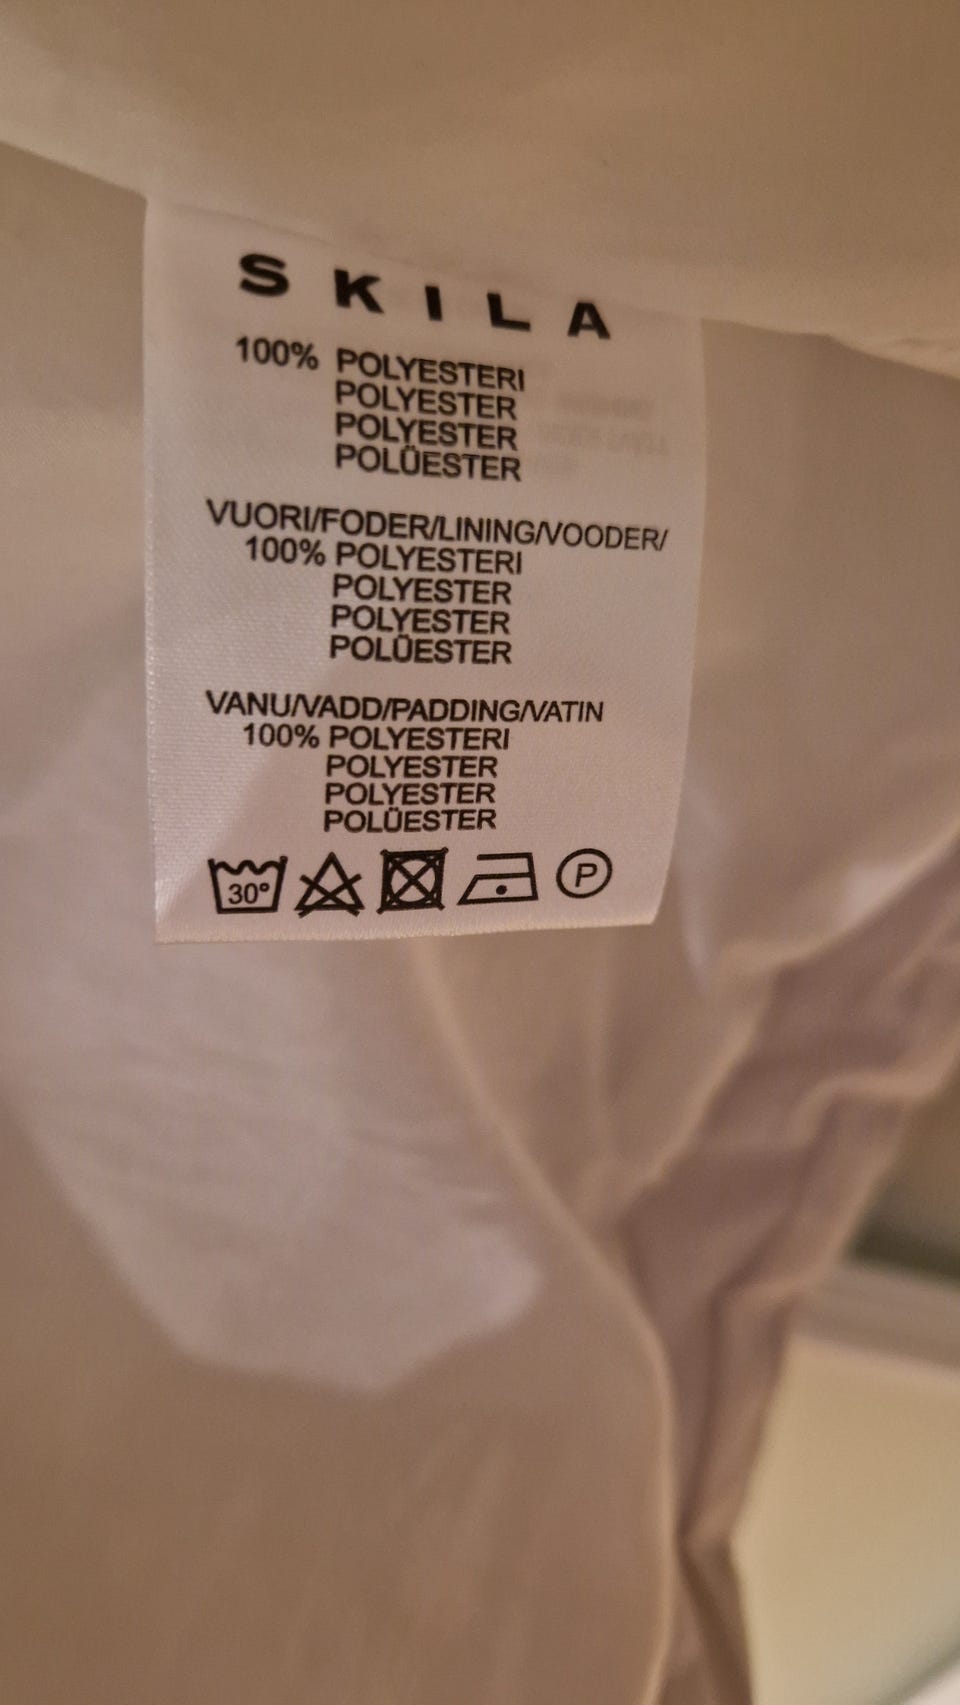 SKILA
100% POLYESTERI
POLYESTER
POLYESTER
POLÜESTER
VUORI/FODER/LINING/VOODER/
100% POLYESTERI
POLYESTER
POLYESTER
POLÜESTER
VANU/VADD/PADDING/VATIN
100% POLYESTERI
POLYESTER
POLYESTER
POLÜESTER
30° P